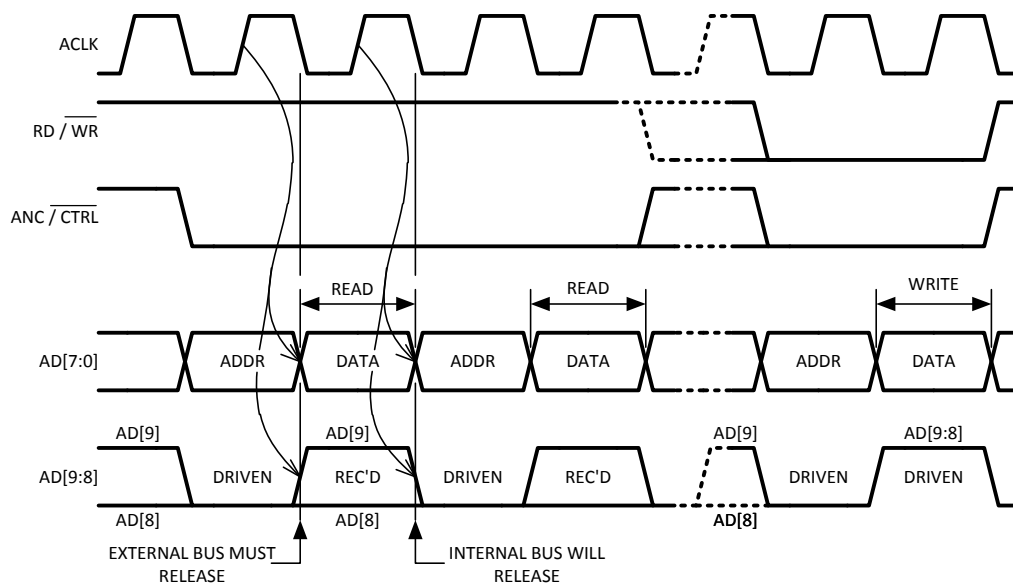 ACLK
RD / WR
ANC / CTRL
READ
READ
WRITE
AD[7:0]
ADDR
DATA
ADDR
DATA
ADDR
DATA
AD[9]
AD[9]
AD[9]
AD[9:8]
AD[9:8]
DRIVEN
REC'D
DRIVEN
REC'D
DRIVEN
DRIVEN
AD[8]
AD[8]
AD[8]
EXTERNAL BUS MUST
RELEASE
INTERNAL BUS WILL
RELEASE